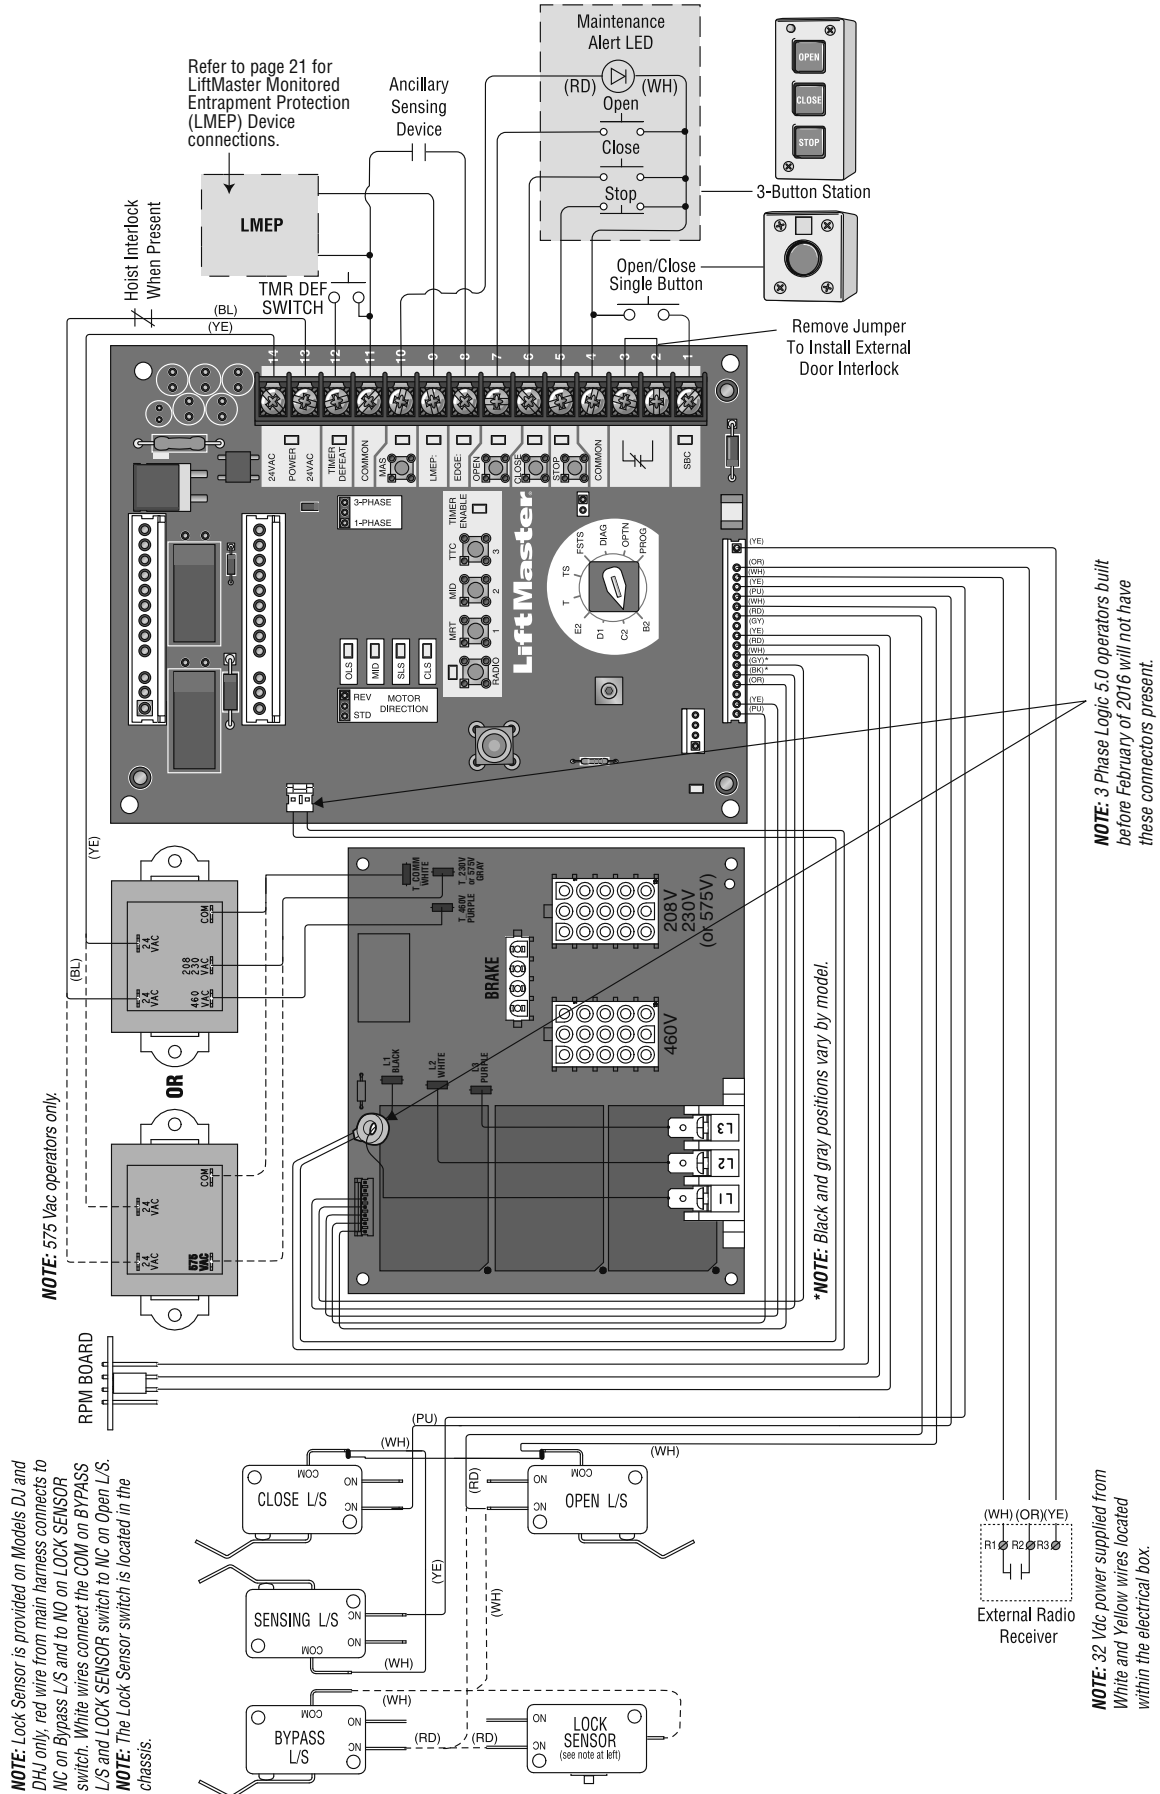 Maintenance
Alert LED
(RD)
(WH)
Open
Close
Stop
OPEN
CLOSE
STOP
3-Button Station
Refer to page 21 for
LiftMaster Monitored
Entrapment Protection
(LMEP) Device
connections.
Ancillary
Sensing
Device
LMEP
Hoist Interlock
When Present
TMR DEF
SWITCH
(BL)
(YE)
Open/Close
Single Button
Remove Jumper
To Install External
Door Interlock
14
13
12
11
10
9
8
7
6
5
4
3
2
1
24VAC
POWER
24VAC
TIMER
DEFEAT
COMMON
MAS
LMEP:
EDGE:
OPEN
CLOSE
STOP
COMMON
SBC
3-PHASE
1-PHASE
TIMER
ENABLE
TTC
3
MID
2
MRT
1
RADIO
LiftMaster
FSTS
DIAG
OPTN
PROG
TS
T
E2
D1
C2
B2
OLS
MID
SLS
CLS
REV
STD
MOTOR
DIRECTION
(YE)
(OR)
(WH)
(YE)
(PU)
(WH)
(RD)
(GY)
(YE)
(RD)
(WH)
(GY)*
(BK)*
(OR)
(YE)
(PU)
NOTE: 3 Phase Logic 5.0 operators built
before February of 2016 will not have
these connectors present.
(YE)
(BL)
COM
24
VAC
208
230
VAC
24
VAC
460
VAC
OR
COM
24
VAC
24
VAC
575
VAC
NOTE: 575 Vac operators only.
T_COMM
WHITE
T_230V
or 575V
GRAY
T_460V
PURPLE
208V
230V
(or 575V)
BRAKE
460V
L1
BLACK
L2
WHITE
L3
PURPLE
L3
L2
L1
*NOTE: Black and gray positions vary by model.
RPM BOARD
(PU)
(WH)
(WH)
COM
NO
NC
CLOSE L/S
(RD)
COM
NO
NC
OPEN L/S
(YE)
(WH)
SENSING L/S
NC
NO
COM
(WH)
(WH)
COM
NO
NC
BYPASS
L/S
(RD)
(RD)
NO
NC
LOCK
SENSOR
(see note at left)
(WH)
(OR)
(YE)
R1
R2
R3
External Radio
Receiver
NOTE: 32 Vdc power supplied from
White and Yellow wires located
within the electrical box.
NOTE: Lock Sensor is provided on Models DJ and
DHJ only, red wire from main harness connects to
NC on Bypass L/S and to NO on LOCK SENSOR
switch. White wires connect the COM on BYPASS
L/S and LOCK SENSOR switch to NC on Open L/S.
NOTE: The Lock Sensor switch is located in the
chassis.